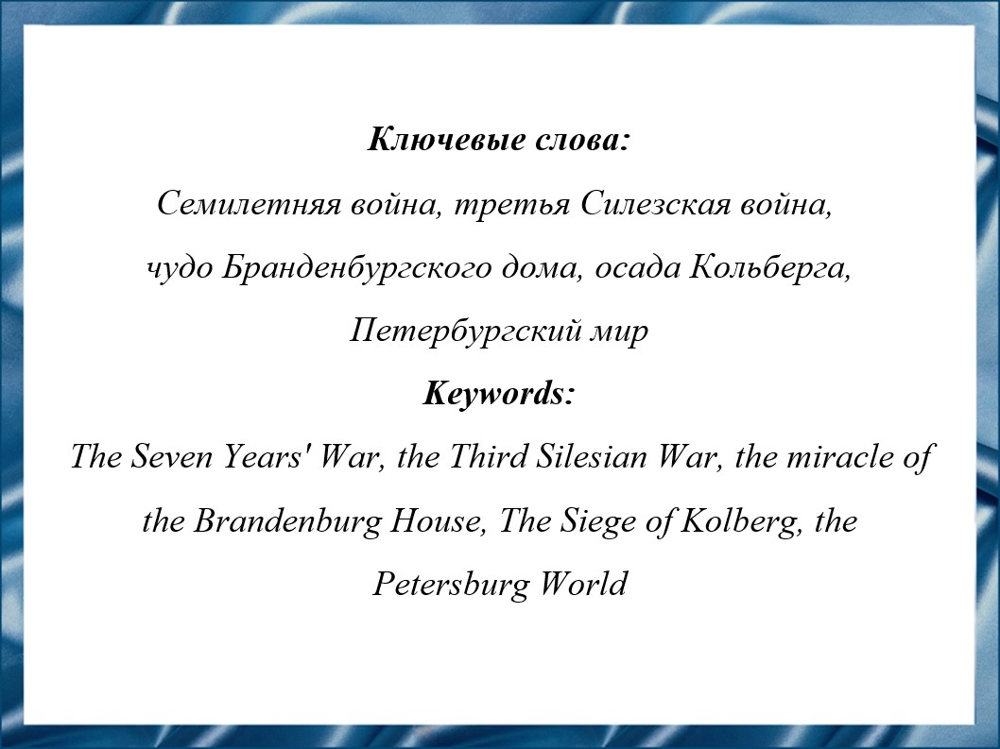 Ключевые слова:
Семилетняя война, третья Силезская война,
чудо Бранденбургского дома, осада Кольберга,
Петербургский мир
Keywords:
The Seven Years' War, the Third Silesian War, the miracle of
the Brandenburg House, The Siege of Kolberg, the
Petersburg World